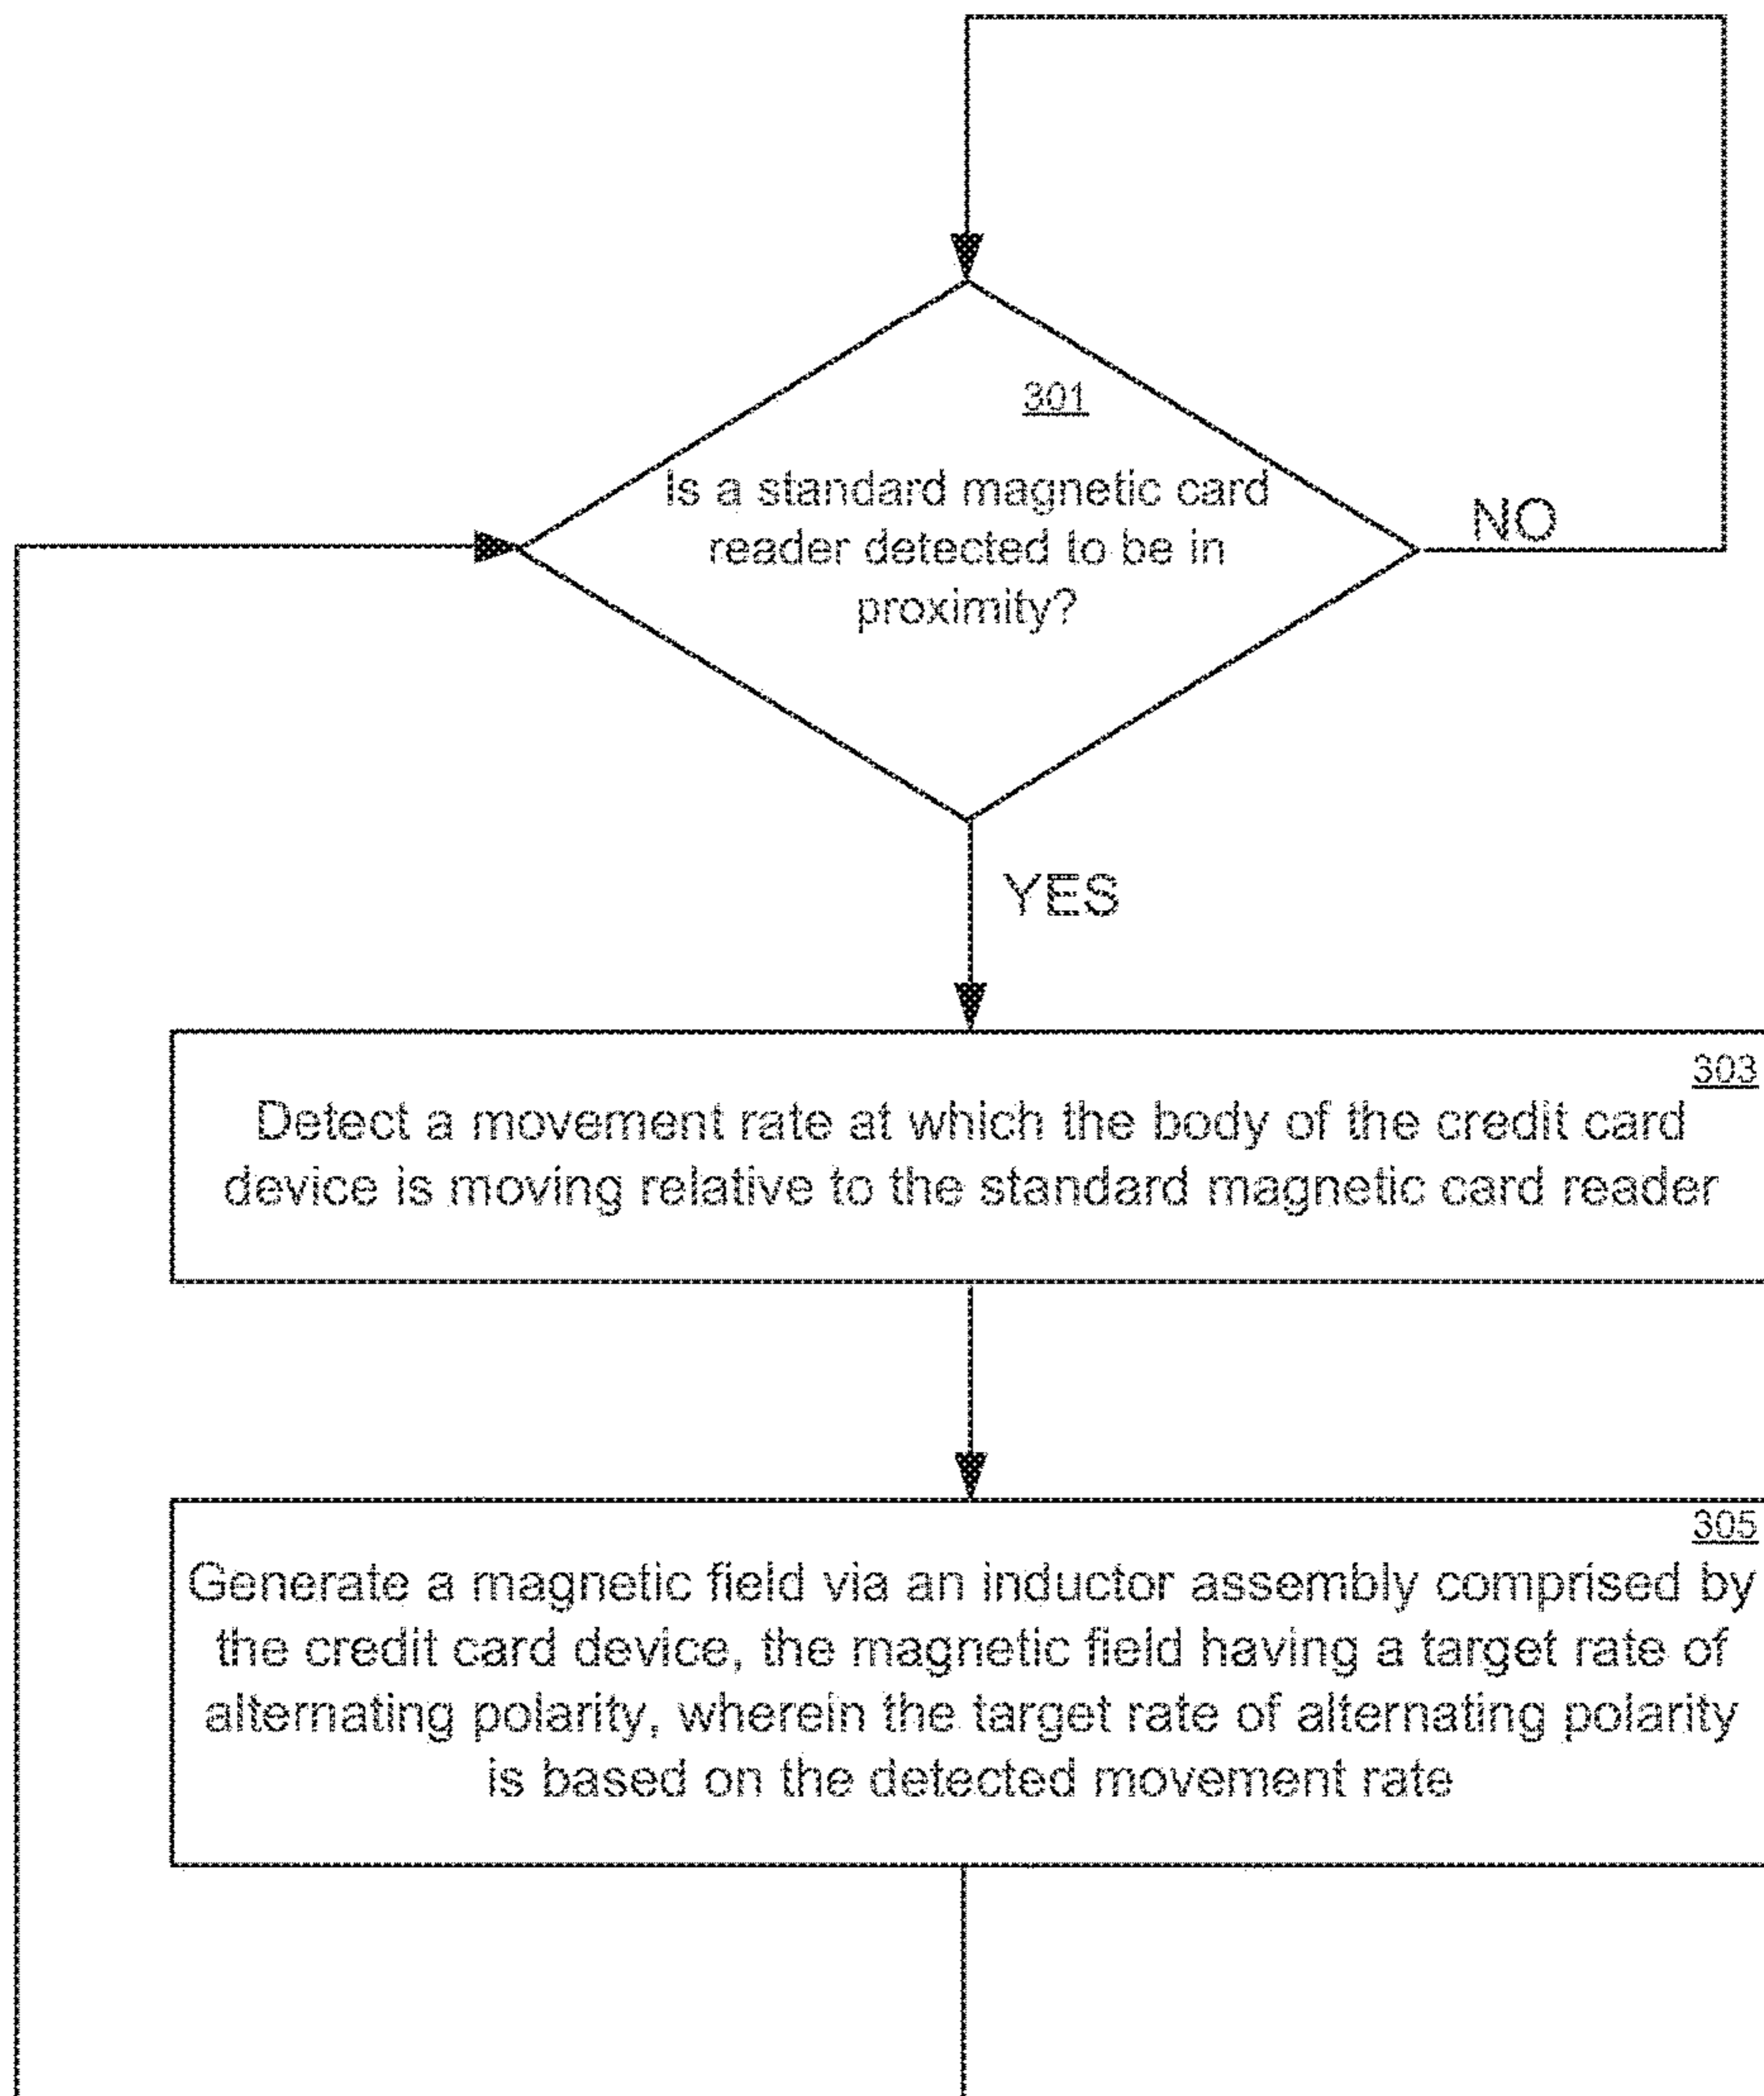 301
Is a standard magnetic card
reader detected to be in
proximity?
NO
YES
303
Detect a movement rate at which the body of the credit card
device is moving relative to the standard magnetic card reader
305
Generate a magnetic field via an inductor assembly comprised by
the credit card device, the magnetic field having a target rate of
alternating polarity, wherein the target rate of alternating polarity
is based on the detected movement rate